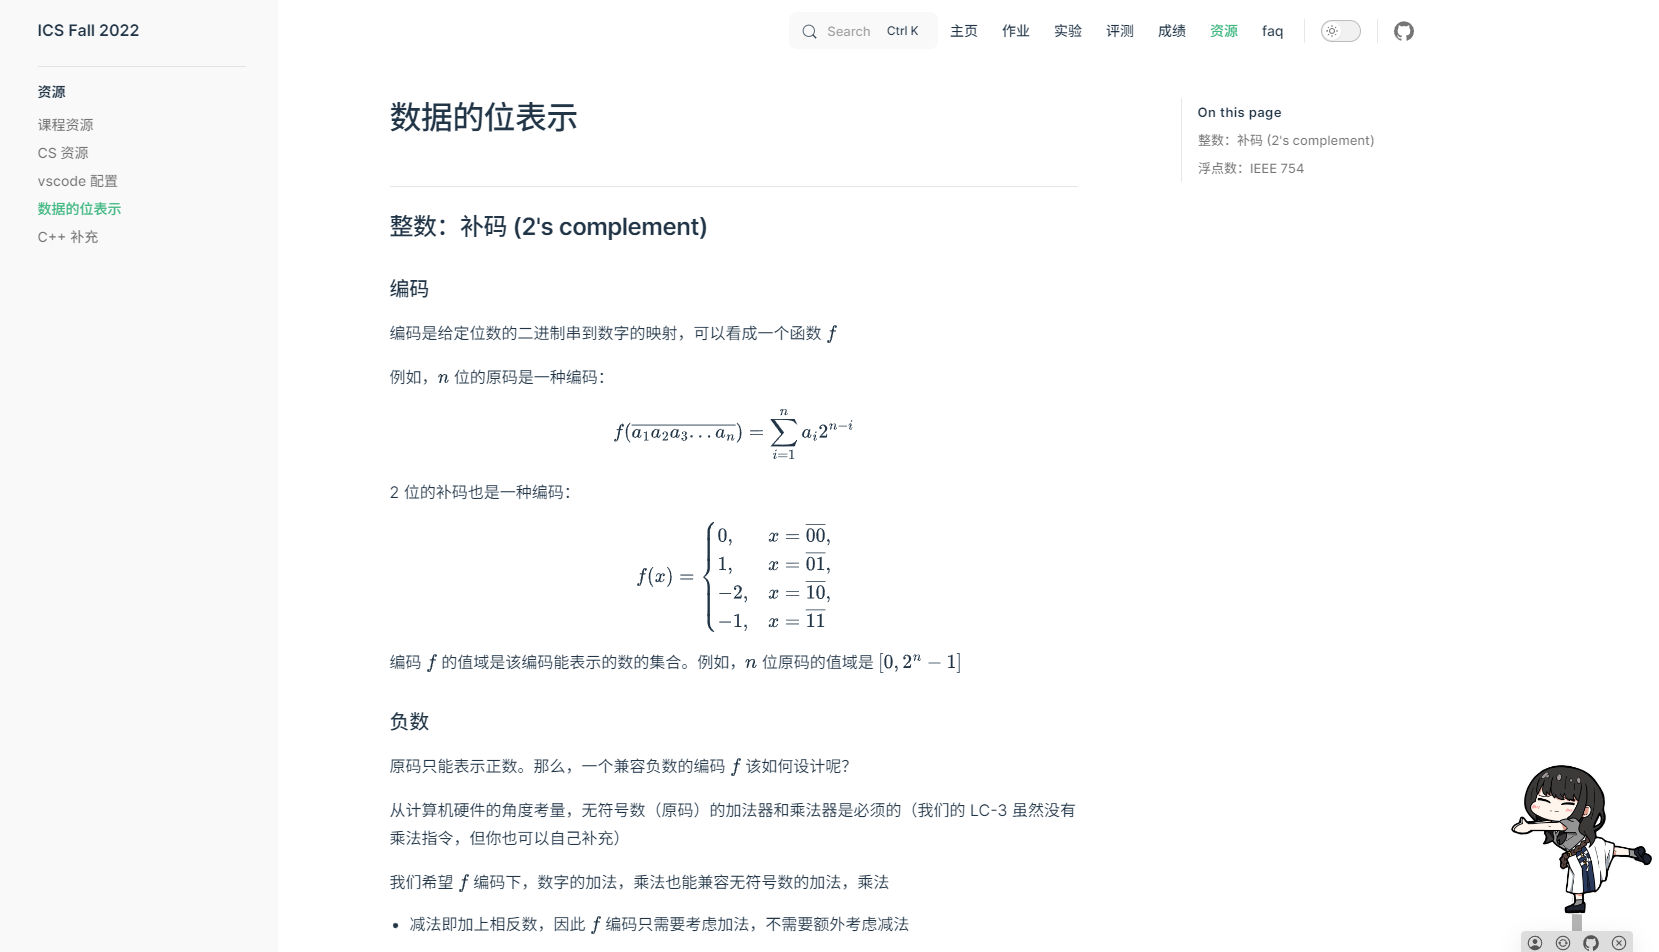 ICS Fall 2022
Search Ctrl K 主页 作业 实验 评测 成绩 资源 faq
资源
课程资源
CS 资源
vscode 配置
数据的位表示
C++ 补充
数据的位表示
整数：补码 (2's complement)
编码
编码是给定位数的二进制串到数字的映射，可以看成一个函数 f
例如，n 位的原码是一种编码：
f(\overline{a_1a_2a_3...a_n}) = \sum_{i=1}^{n} a_i 2^{n-i}
2 位的补码也是一种编码：
f(x) = {
0, x = \overline{00},
1, x = \overline{01},
−2, x = \overline{10},
−1, x = \overline{11}
编码 f 的值域是该编码能表示的数的集合。例如，n 位原码的值域是 [0, 2^n − 1]
负数
原码只能表示正数。那么，一个兼容负数的编码 f 该如何设计呢？
从计算机硬件的角度考量，无符号数（原码）的加法器和乘法器是必须的（我们的 LC-3 虽然没有
乘法指令，但你也可以自己补充）
我们希望 f 编码下，数字的加法，乘法也能兼容无符号数的加法，乘法
• 减法即加上相反数，因此 f 编码只需要考虑加法，不需要额外考虑减法
On this page
整数：补码 (2's complement)
浮点数：IEEE 754